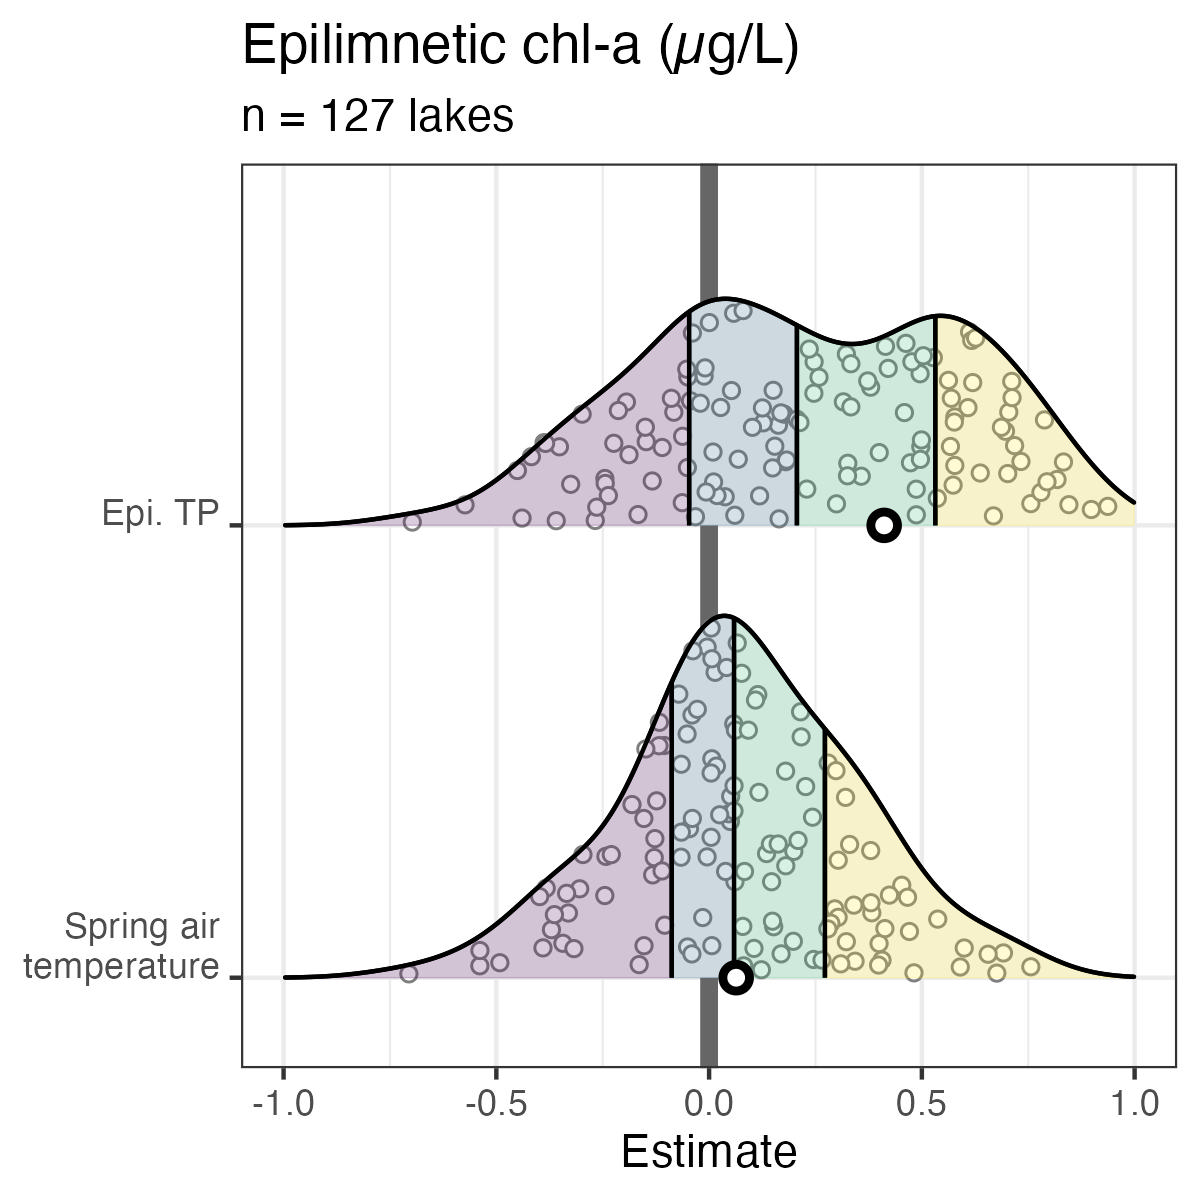 Epilimnetic chl-a (µg/L)
n = 127 lakes
Epi. TP
Spring air
temperature
-1.0 -0.5 0.0 0.5 1.0
Estimate